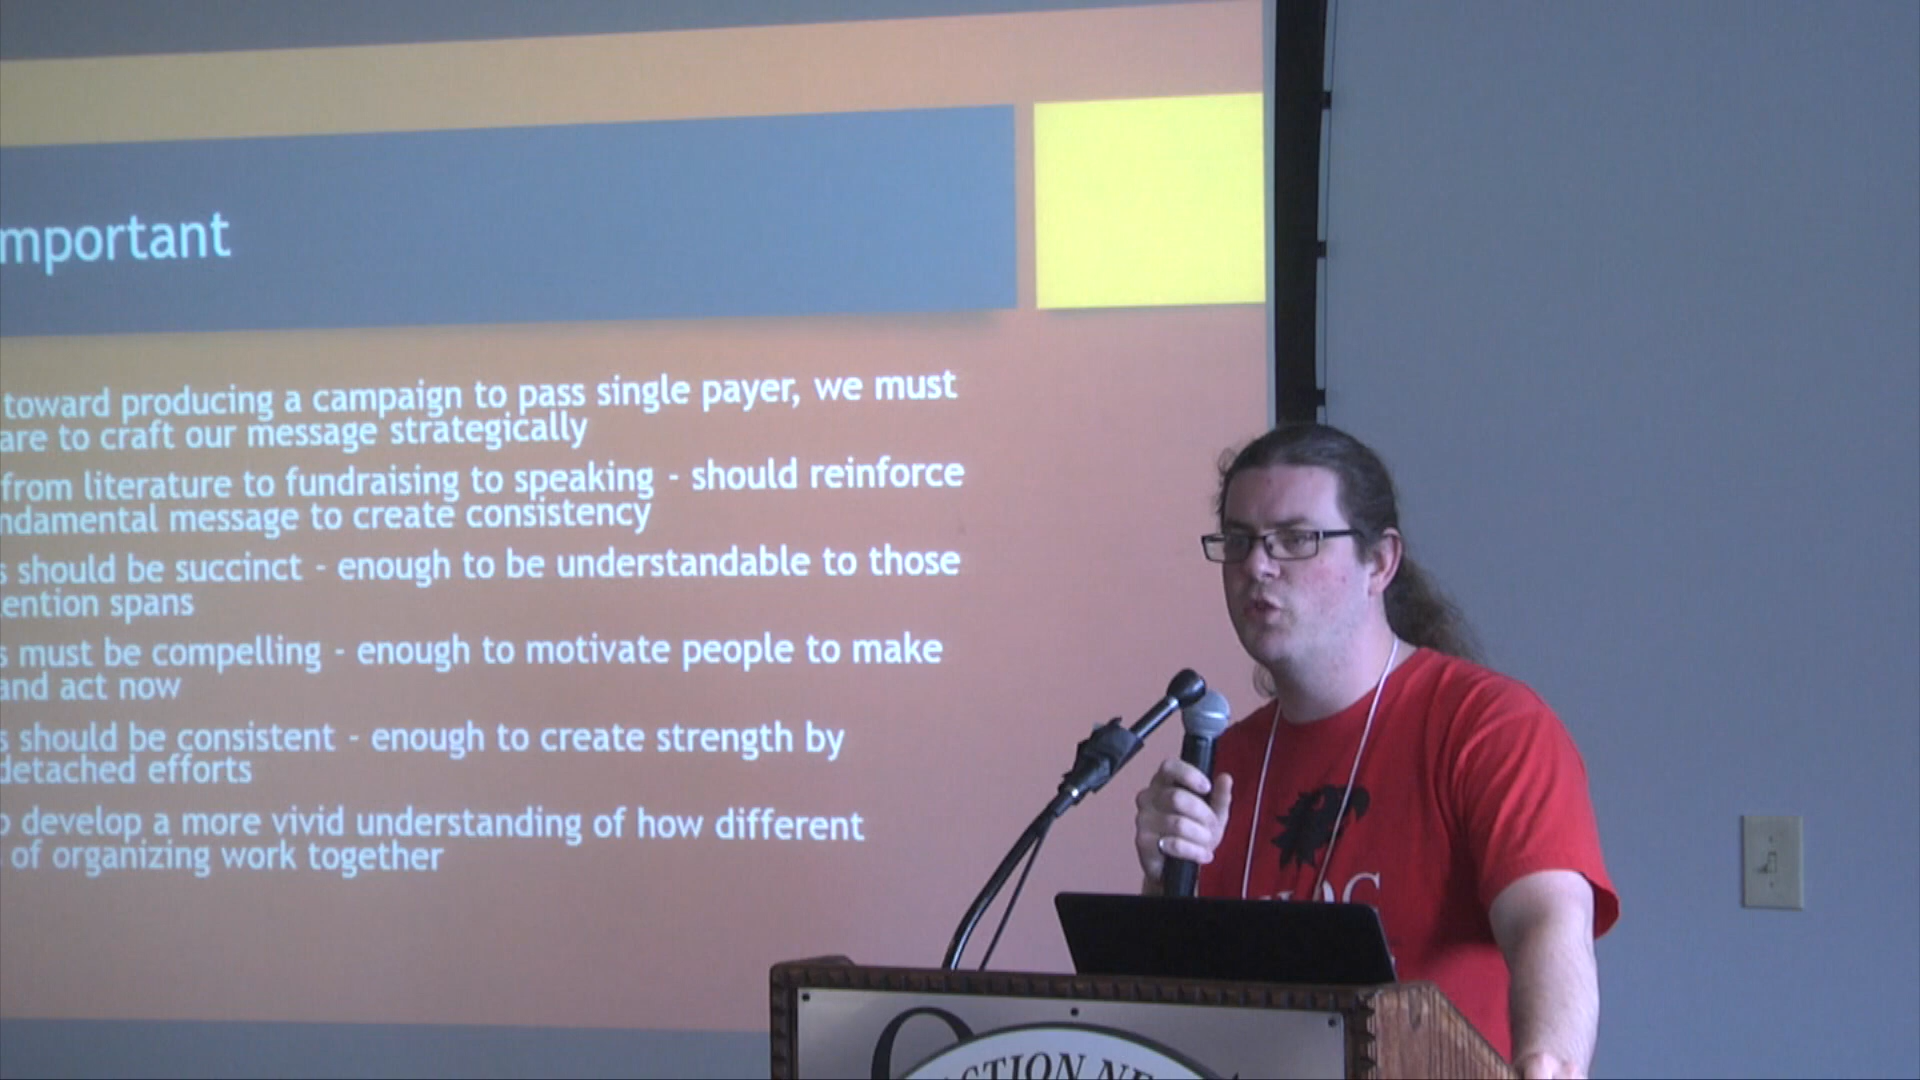 mportant
toward producing a campaign to pass single payer, we must
are to craft our message strategically
from literature to fundraising to speaking - should reinforce
ndamental message to create consistency
s should be succinct - enough to be understandable to those
tention spans
s must be compelling - enough to motivate people to make
and act now
s should be consistent - enough to create strength by
detached efforts
o develop a more vivid understanding of how different
of organizing work together
CTION NE